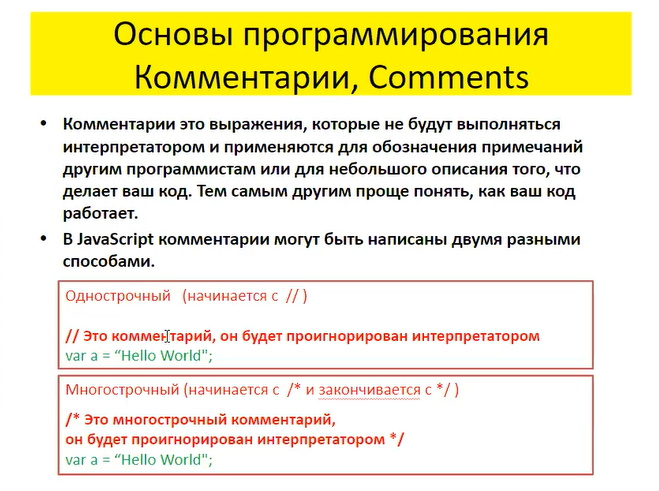 Основы программирования
Комментарии, Comments
• Комментарии это выражения, которые не будут выполняться
интерпретатором и применяются для обозначения примечаний
другим программистам или для небольшого описания того, что
делает ваш код. Тем самым другим проще понять, как ваш код
работает.
• В JavaScript комментарии могут быть написаны двумя разными
способами.
Однострочный (начинается с // )
// Это комментарий, он будет проигнорирован интерпретатором
var a = “Hello World";
Многострочный (начинается с /* и закончивается с */ )
/* Это многострочный комментарий,
он будет проигнорирован интерпретатором */
var a = “Hello World";